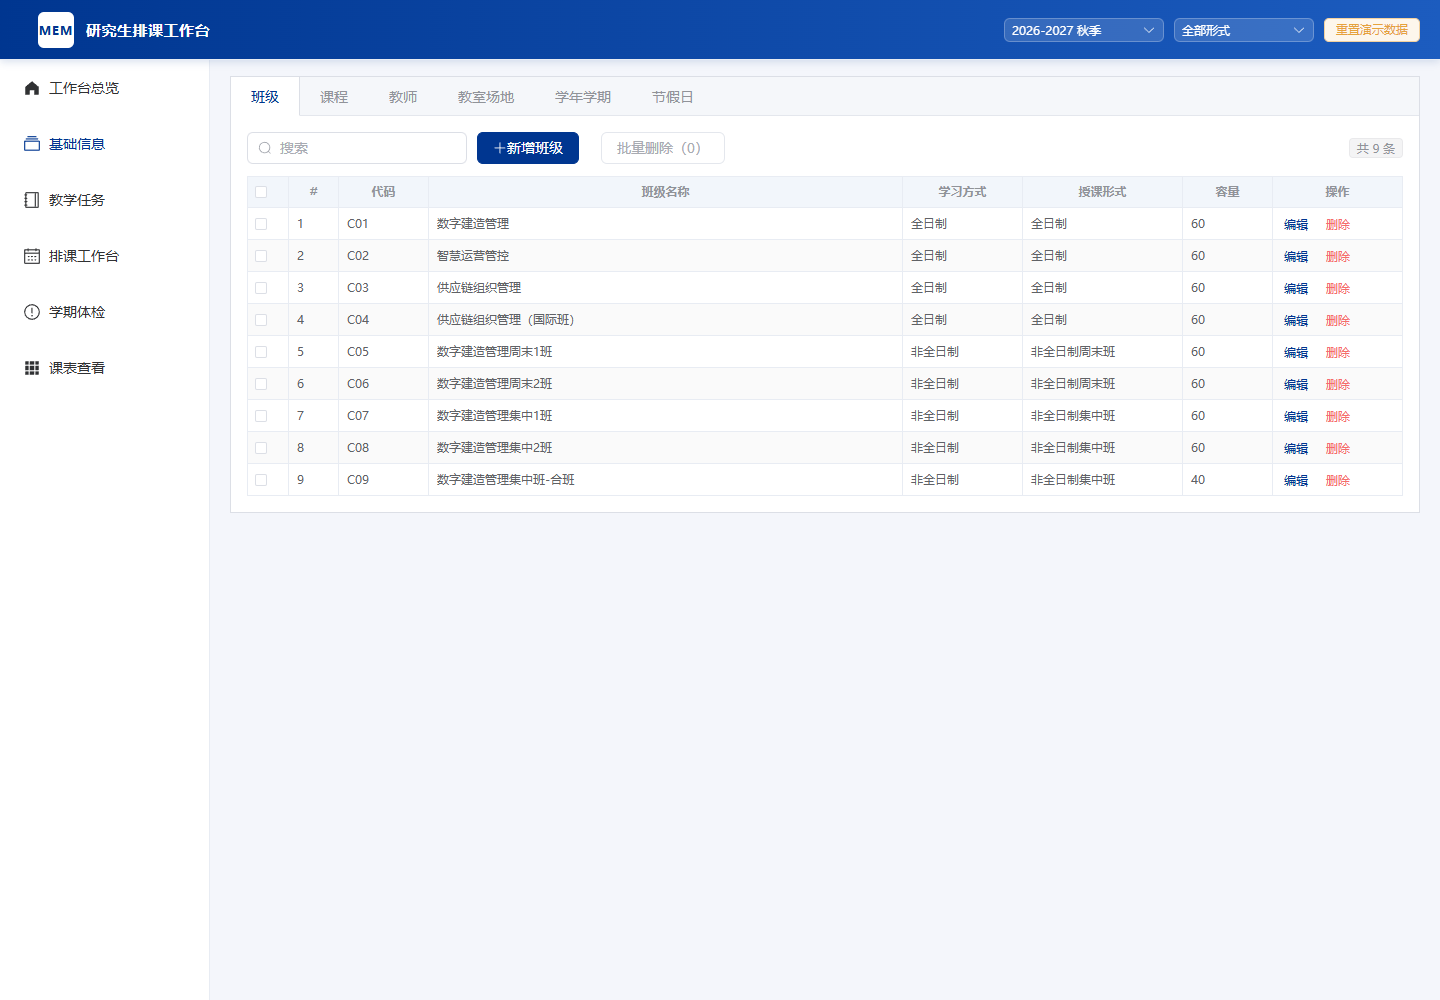 MEM 研究生排课工作台 2026-2027 秋季 全部形式 重置演示数据
工作台总览
基础信息
教学任务
排课工作台
学期体检
课表查看
班级 课程 教师 教室场地 学年学期 节假日
搜索 新增班级 批量删除（0） 共 9 条
# 代码 班级名称 学习方式 授课形式 容量 操作
1 C01 数字建造管理 全日制 全日制 60 编辑 删除
2 C02 智慧运营管控 全日制 全日制 60 编辑 删除
3 C03 供应链组织管理 全日制 全日制 60 编辑 删除
4 C04 供应链组织管理（国际班） 全日制 全日制 60 编辑 删除
5 C05 数字建造管理周末1班 非全日制 非全日制周末班 60 编辑 删除
6 C06 数字建造管理周末2班 非全日制 非全日制周末班 60 编辑 删除
7 C07 数字建造管理集中1班 非全日制 非全日制集中班 60 编辑 删除
8 C08 数字建造管理集中2班 非全日制 非全日制集中班 60 编辑 删除
9 C09 数字建造管理集中班-合班 非全日制 非全日制集中班 40 编辑 删除